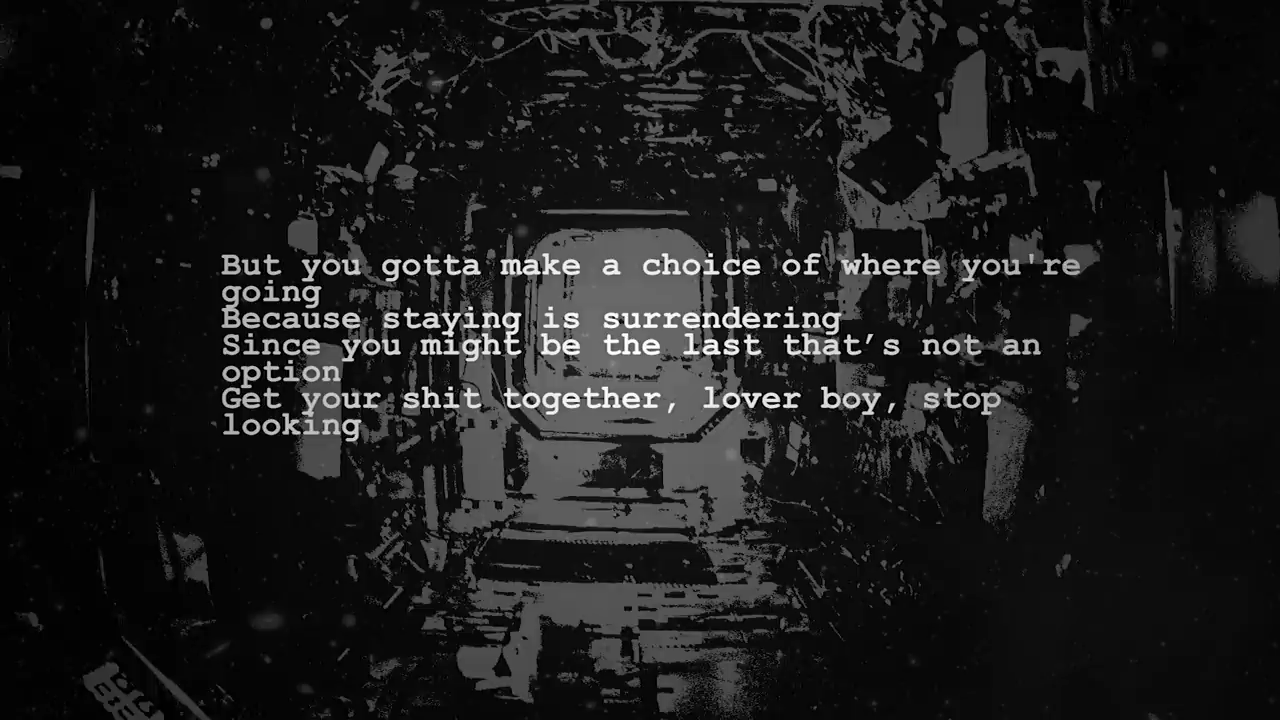 But you gotta make a choice of where you're
going
Because staying is surrendering
Since you might be the last that’s not an
option
Get your shit together, lover boy, stop
looking